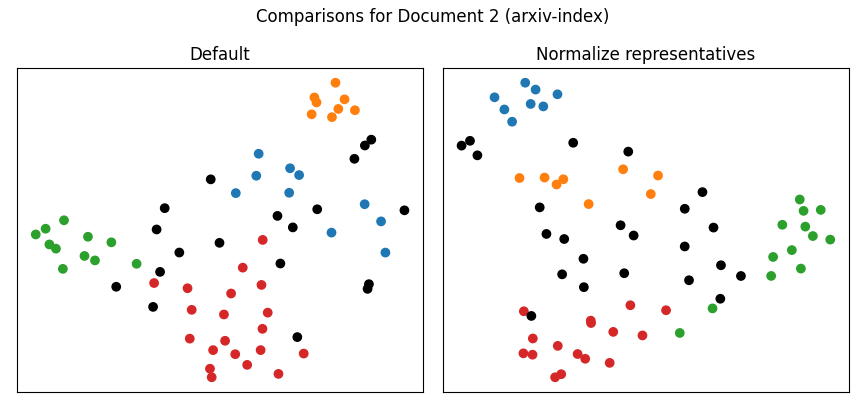 Comparisons for Document 2 (arxiv-index)
Default
Normalize representatives